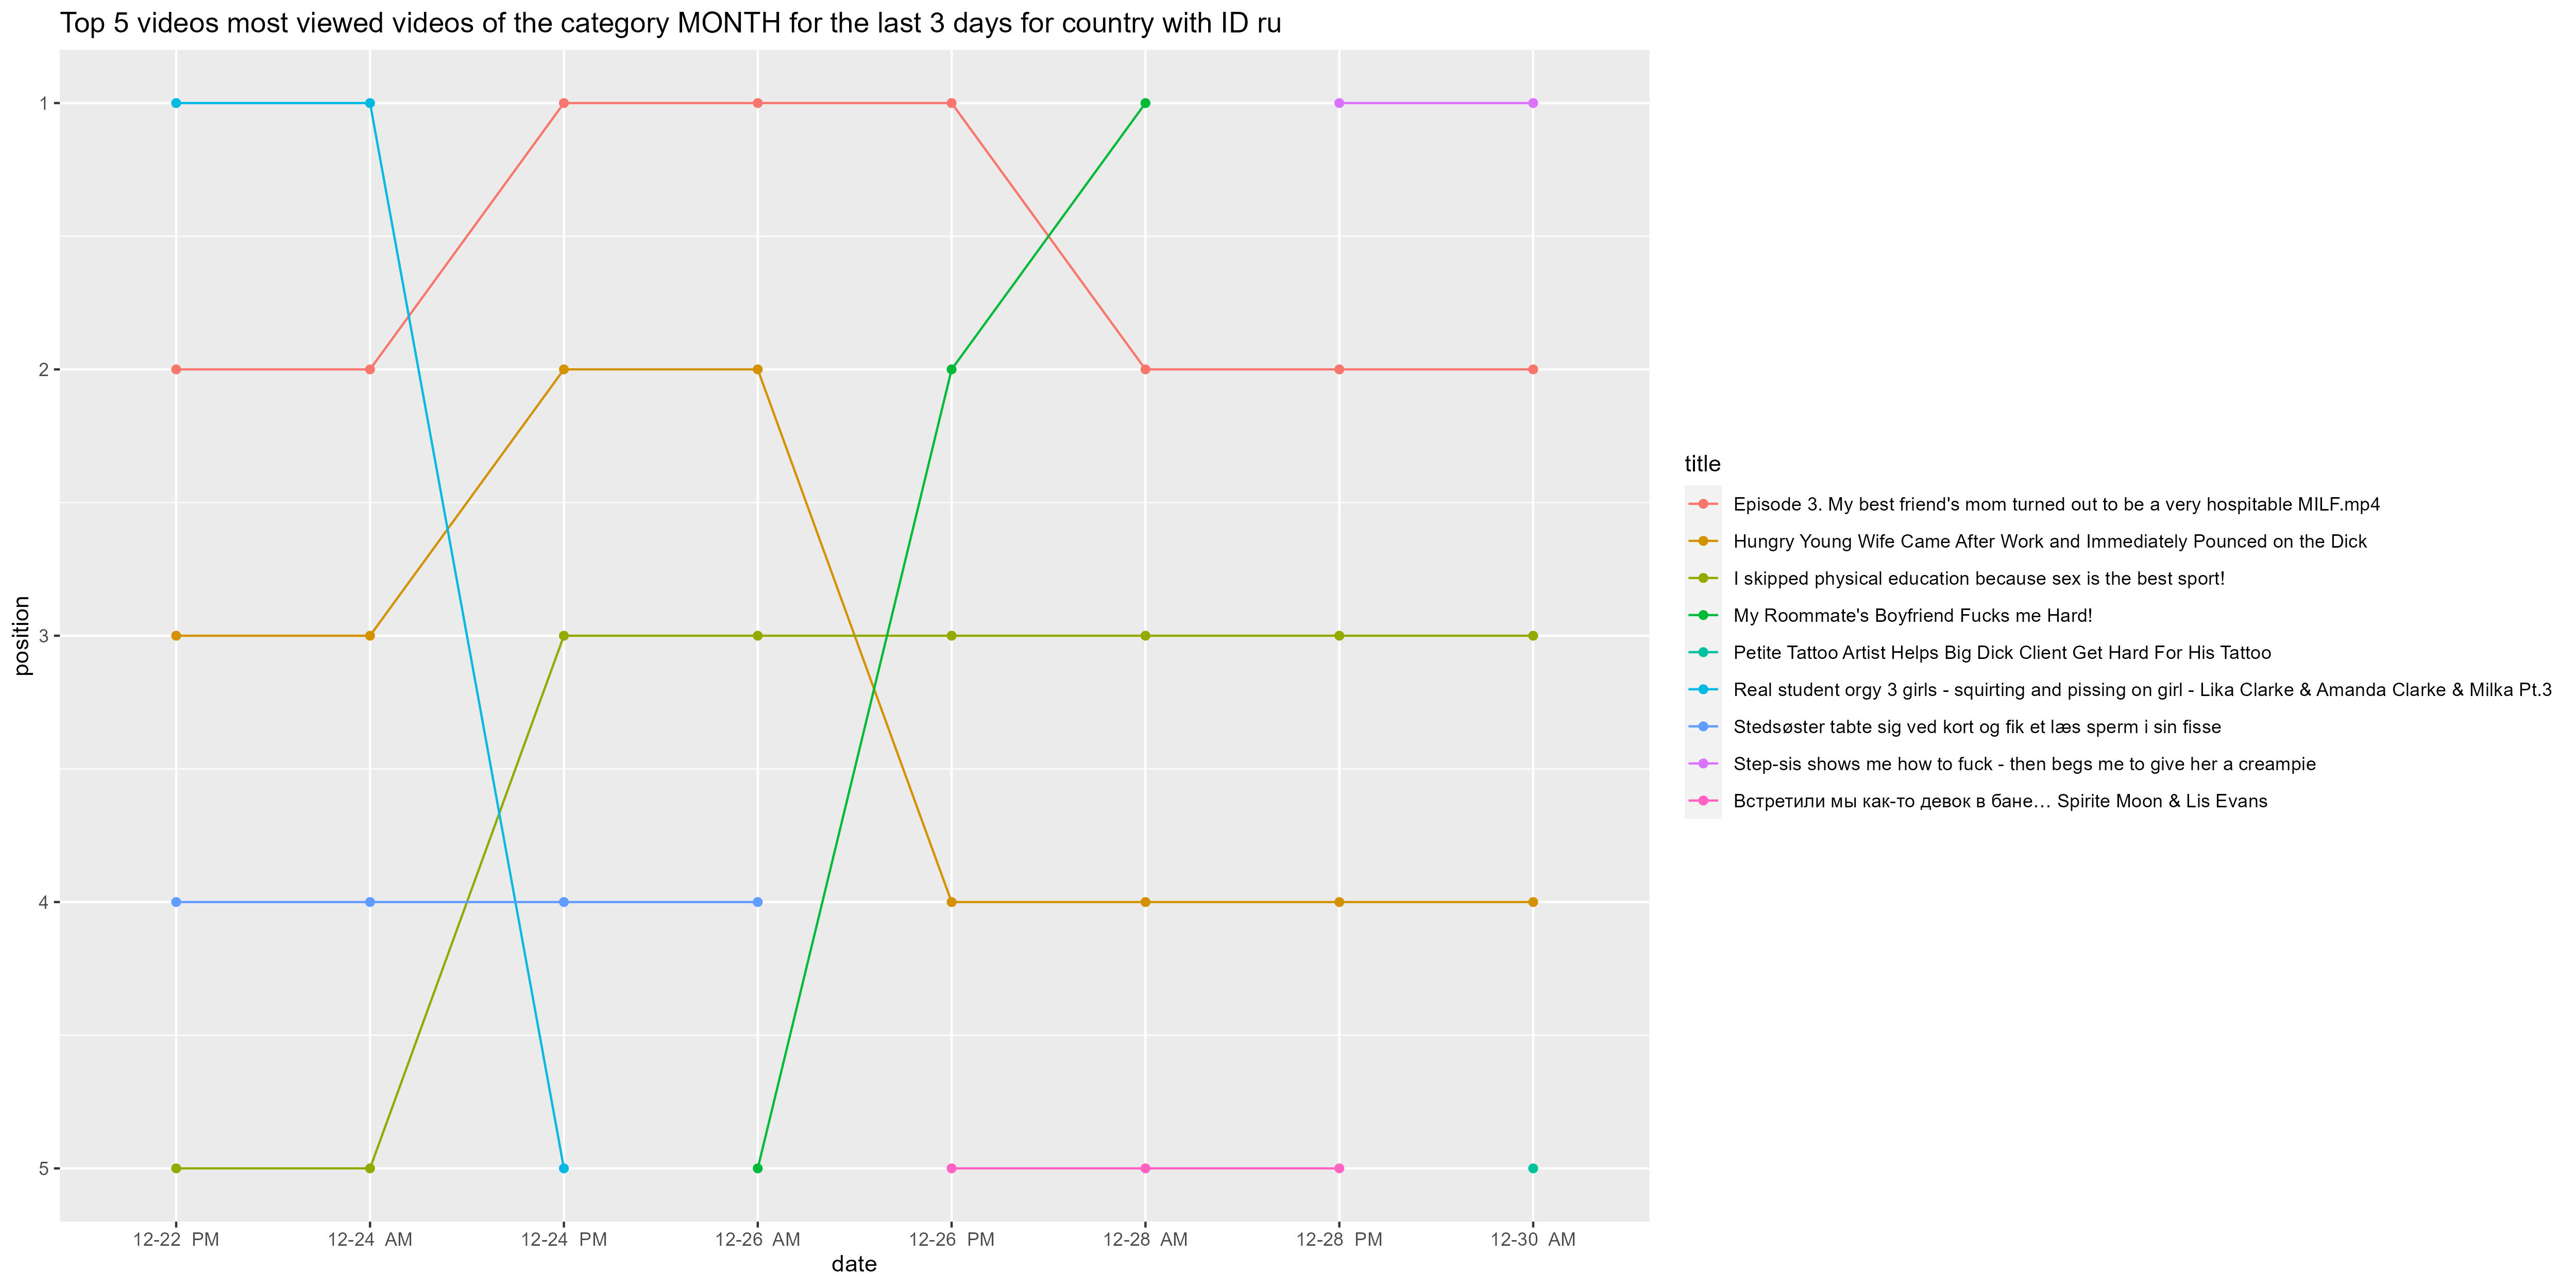 Top 5 videos most viewed videos of the category MONTH for the last 3 days for country with ID ru
position
1
2
3
4
5
12-22 PM
12-24 AM
12-24 PM
12-26 AM
12-26 PM
12-28 AM
12-28 PM
12-30 AM
date
title
Episode 3. My best friend's mom turned out to be a very hospitable MILF.mp4
Hungry Young Wife Came After Work and Immediately Pounced on the Dick
I skipped physical education because sex is the best sport!
My Roommate's Boyfriend Fucks me Hard!
Petite Tattoo Artist Helps Big Dick Client Get Hard For His Tattoo
Real student orgy 3 girls - squirting and pissing on girl - Lika Clarke & Amanda Clarke & Milka Pt.3
Stedsøster tabte sig ved kort og fik et læs sperm i sin fisse
Step-sis shows me how to fuck - then begs me to give her a creampie
Встретили мы как-то девок в бане… Spirite Moon & Lis Evans